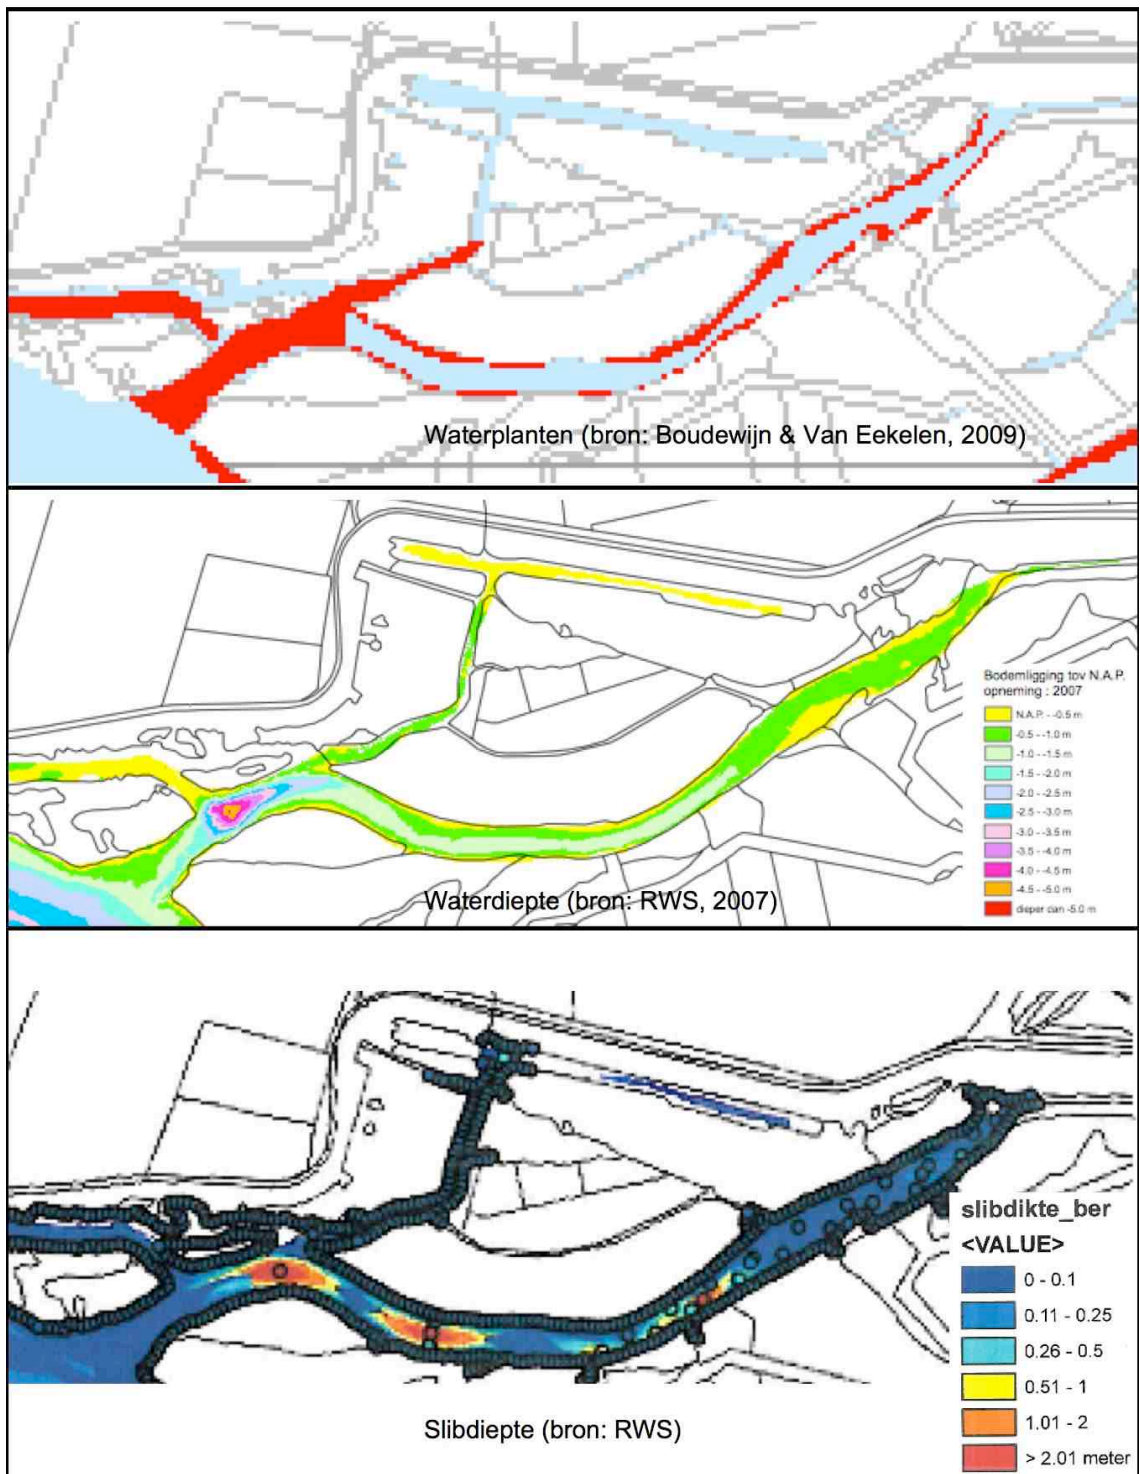 Waterplanten (bron: Boudewijn & Van Eekelen, 2009)
Bodemligging tov N.A.P.
opneming : 2007
N.A.P. - -0.5 m
-0.5 - -1.0 m
-1.0 - -1.5 m
-1.5 - -2.0 m
-2.0 - -2.5 m
-2.5 - -3.0 m
-3.0 - -3.5 m
-3.5 - -4.0 m
-4.0 - -4.5 m
-4.5 - -5.0 m
dieper dan -5.0 m
Waterdiepte (bron: RWS, 2007)
slibdikte_ber
<VALUE>
0 - 0.1
0.11 - 0.25
0.26 - 0.5
0.51 - 1
1.01 - 2
> 2.01 meter
Slibdiepte (bron: RWS)